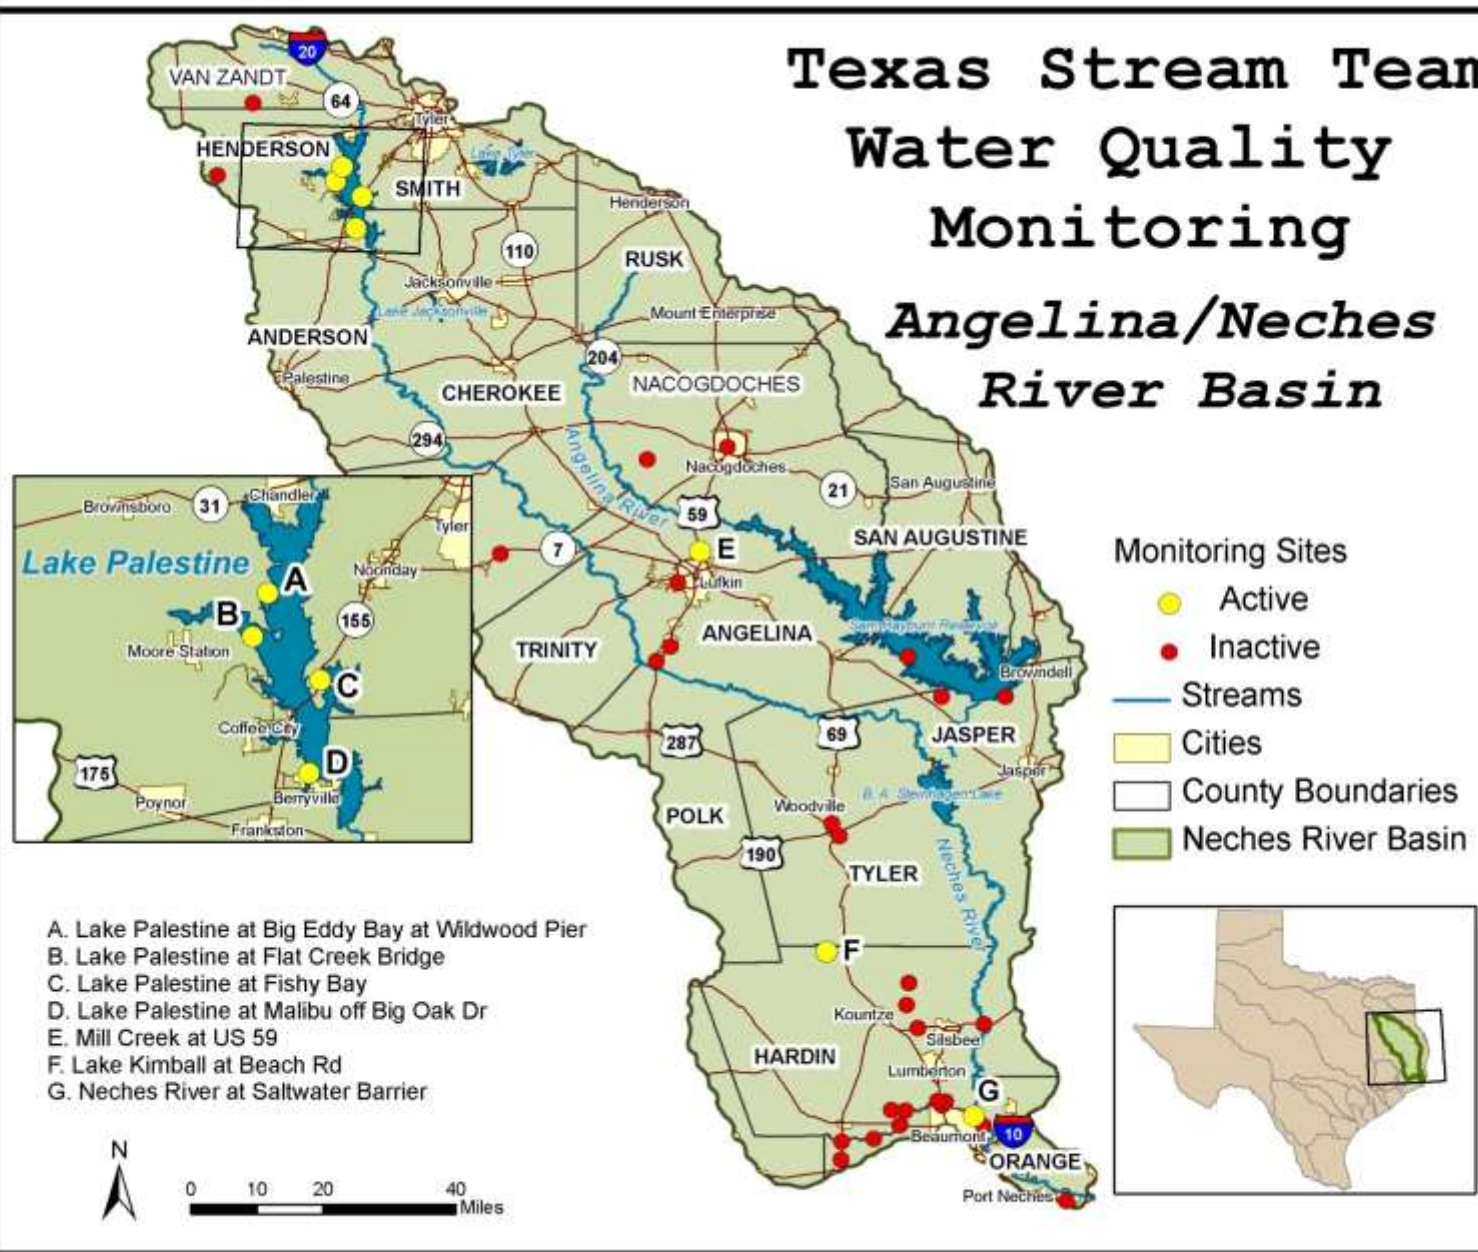 Texas Stream Team
Water Quality
Monitoring
Angelina/Neches
River Basin
20
VAN ZANDT
64
Tyler
HENDERSON
Lake Tyler
SMITH
Henderson
110
RUSK
Jacksonville
Lake Jacksonville
Mount Enterprise
ANDERSON
204
Palestine
CHEROKEE
NACOGDOCHES
294
Angelina River
Nacogdoches
21
San Augustine
59
SAN AUGUSTINE
7
E
Lufkin
ANGELINA
Sam Rayburn Reservoir
TRINITY
Browndell
287
69
JASPER
Jasper
POLK
Woodville
B. A. Steinhagen Lake
190
TYLER
Neches River
F
Kountze
Silsbee
HARDIN
Lumberton
G
Beaumont
10
ORANGE
Port Neches
Chandler
Brownsboro
31
Tyler
Lake Palestine
A
Noonday
B
155
Moore Station
C
Coffee City
D
175
Poynor
Berryville
Frankston
Monitoring Sites
Active
Inactive
Streams
Cities
County Boundaries
Neches River Basin
A. Lake Palestine at Big Eddy Bay at Wildwood Pier
B. Lake Palestine at Flat Creek Bridge
C. Lake Palestine at Fishy Bay
D. Lake Palestine at Malibu off Big Oak Dr
E. Mill Creek at US 59
F. Lake Kimball at Beach Rd
G. Neches River at Saltwater Barrier
N
0 10 20 40
Miles